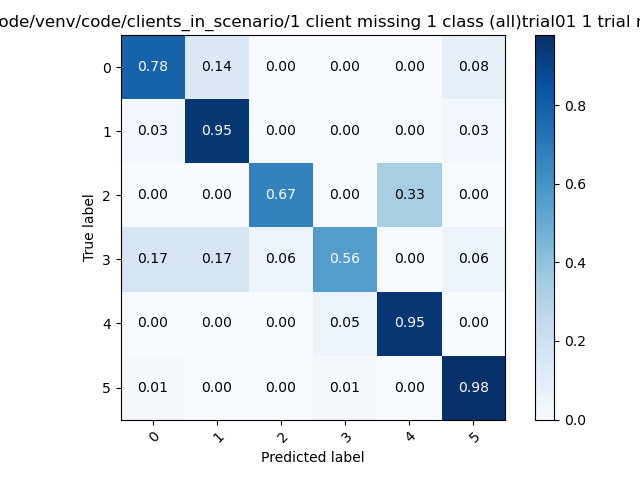 ode/venv/code/clients_in_scenario/1 client missing 1 class (all)trial01 1 trial r
0 0.78 0.14 0.00 0.00 0.00 0.08
1 0.03 0.95 0.00 0.00 0.00 0.03
2 0.00 0.00 0.67 0.00 0.33 0.00
3 0.17 0.17 0.06 0.56 0.00 0.06
4 0.00 0.00 0.00 0.05 0.95 0.00
5 0.01 0.00 0.00 0.01 0.00 0.98
0 1 2 3 4 5
Predicted label
True label
0.8
0.6
0.4
0.2
0.0